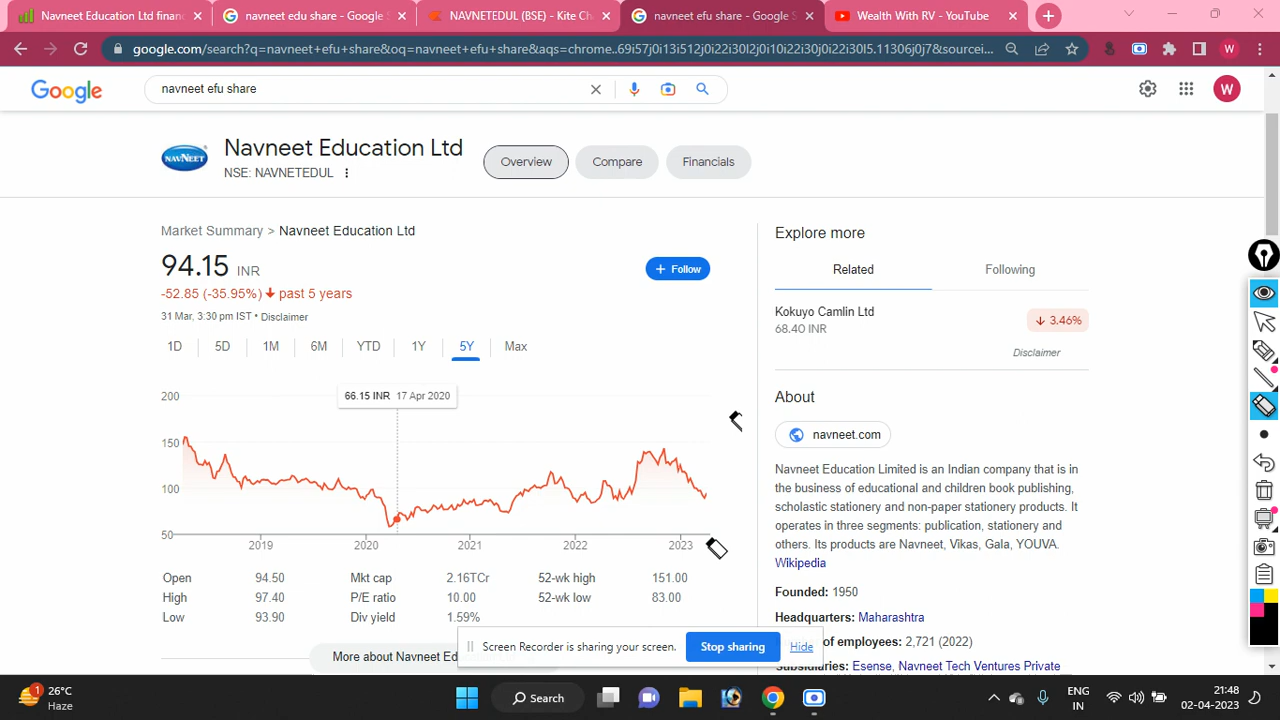 Navneet Education Ltd finan
navneet edu share - Google S
NAVNETEDUL (BSE) - Kite Ch
navneet efu share - Google S
Wealth With RV - YouTube
google.com/search?q=navneet+efu+share&oq=navneet+efu+share&aqs=chrome..69i57j0i13i512j0i22i30l2j0i10i22i30j0i22i30l5.11306j0j7&sourcei...
W
Google
navneet efu share
W
NAVNEET
Navneet Education Ltd
NSE: NAVNETEDUL
Overview
Compare
Financials
Market Summary > Navneet Education Ltd
94.15 INR
+ Follow
-52.85 (-35.95%) past 5 years
31 Mar, 3:30 pm IST • Disclaimer
1D 5D 1M 6M YTD 1Y 5Y Max
66.15 INR 17 Apr 2020
200
150
100
50
2019 2020 2021 2022 2023
Open 94.50 Mkt cap 2.16TCr 52-wk high 151.00
High 97.40 P/E ratio 10.00 52-wk low 83.00
Low 93.90 Div yield 1.59%
More about Navneet Ed
Explore more
Related Following
Kokuyo Camlin Ltd
68.40 INR
3.46%
Disclaimer
About
navneet.com
Navneet Education Limited is an Indian company that is in
the business of educational and children book publishing,
scholastic stationery and non-paper stationery products. It
operates in three segments: publication, stationery and
others. Its products are Navneet, Vikas, Gala, YOUVA.
Wikipedia
Founded: 1950
Headquarters: Maharashtra
of employees: 2,721 (2022)
Subsidiaries: Esense, Navneet Tech Ventures Private
Screen Recorder is sharing your screen.
Stop sharing
Hide
1
26°C
Haze
Search
ENG
IN
21:48
02-04-2023